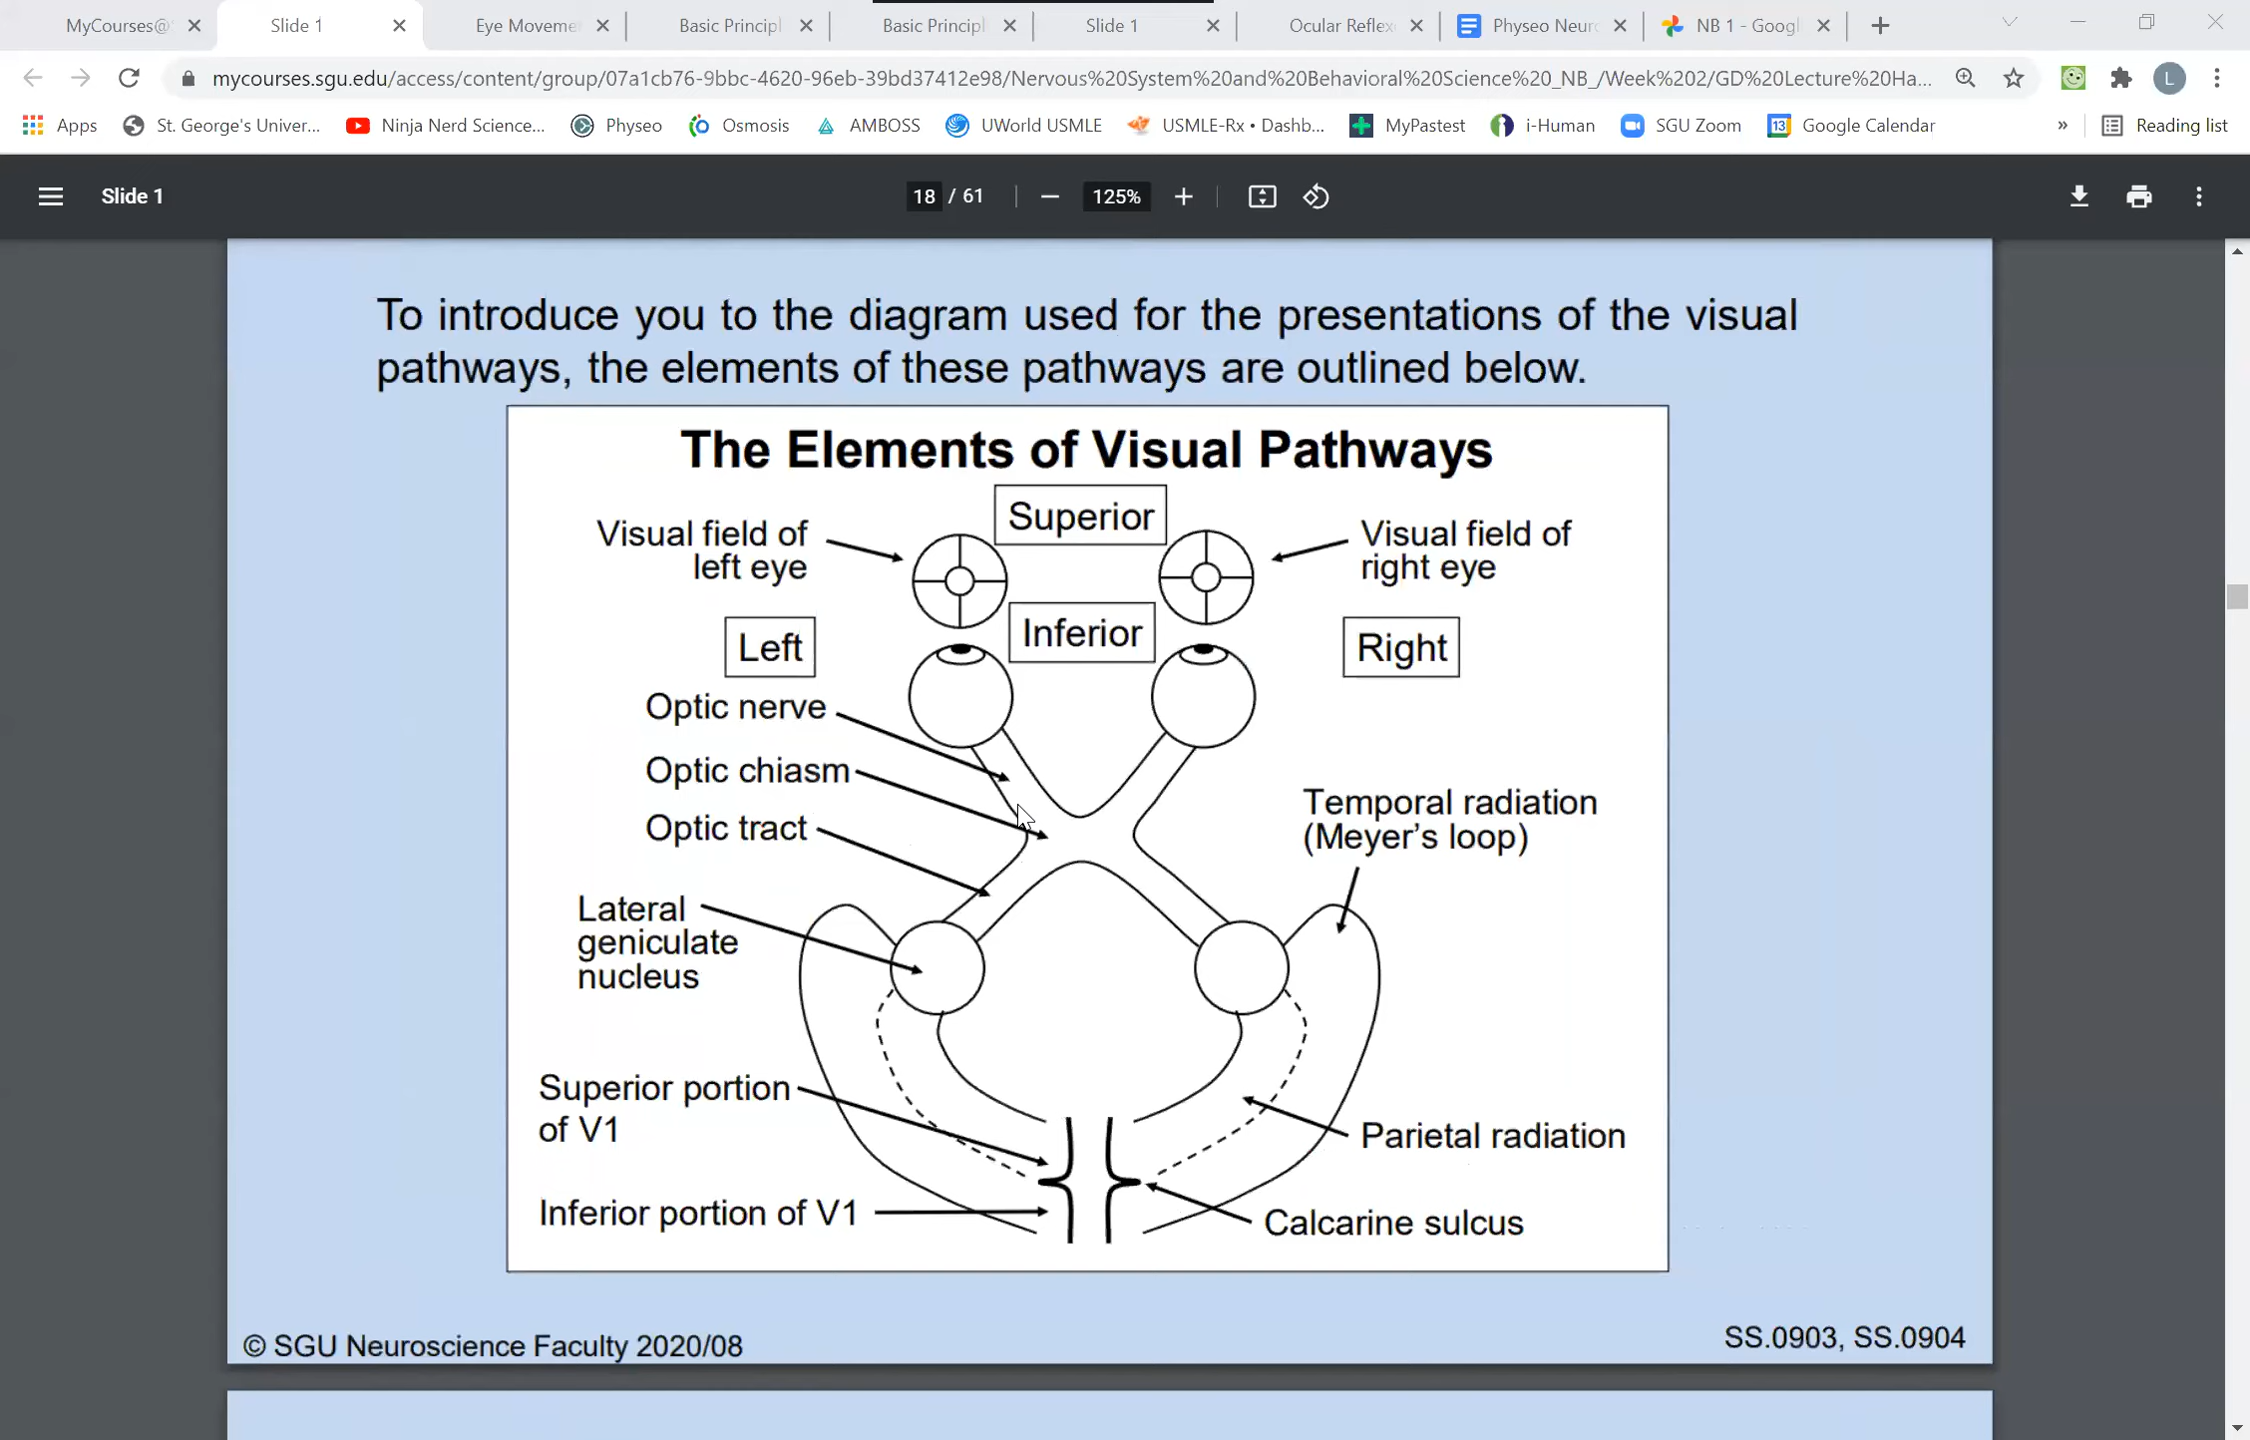 MyCourses@
Slide 1
Eye Moveme
Basic Principl
Basic Principl
Slide 1
Ocular Reflex
Physeo Neuro
NB 1 - Googl
mycourses.sgu.edu/access/content/group/07a1cb76-9bbc-4620-96eb-39bd37412e98/Nervous%20System%20and%20Behavioral%20Science%20_NB_/Week%202/GD%20Lecture%20Ha...
L
Apps
St. George's Univer...
Ninja Nerd Science...
Physeo
Osmosis
AMBOSS
UWorld USMLE
USMLE-Rx • Dashb...
MyPastest
i-Human
SGU Zoom
13
Google Calendar
»
Reading list
Slide 1
18 / 61
125%
To introduce you to the diagram used for the presentations of the visual
pathways, the elements of these pathways are outlined below.
The Elements of Visual Pathways
Superior
Visual field of
left eye
Visual field of
right eye
Inferior
Left
Right
Optic nerve
Optic chiasm
Optic tract
Temporal radiation
(Meyer's loop)
Lateral
geniculate
nucleus
Superior portion
of V1
Parietal radiation
Inferior portion of V1
Calcarine sulcus
© SGU Neuroscience Faculty 2020/08
SS.0903, SS.0904